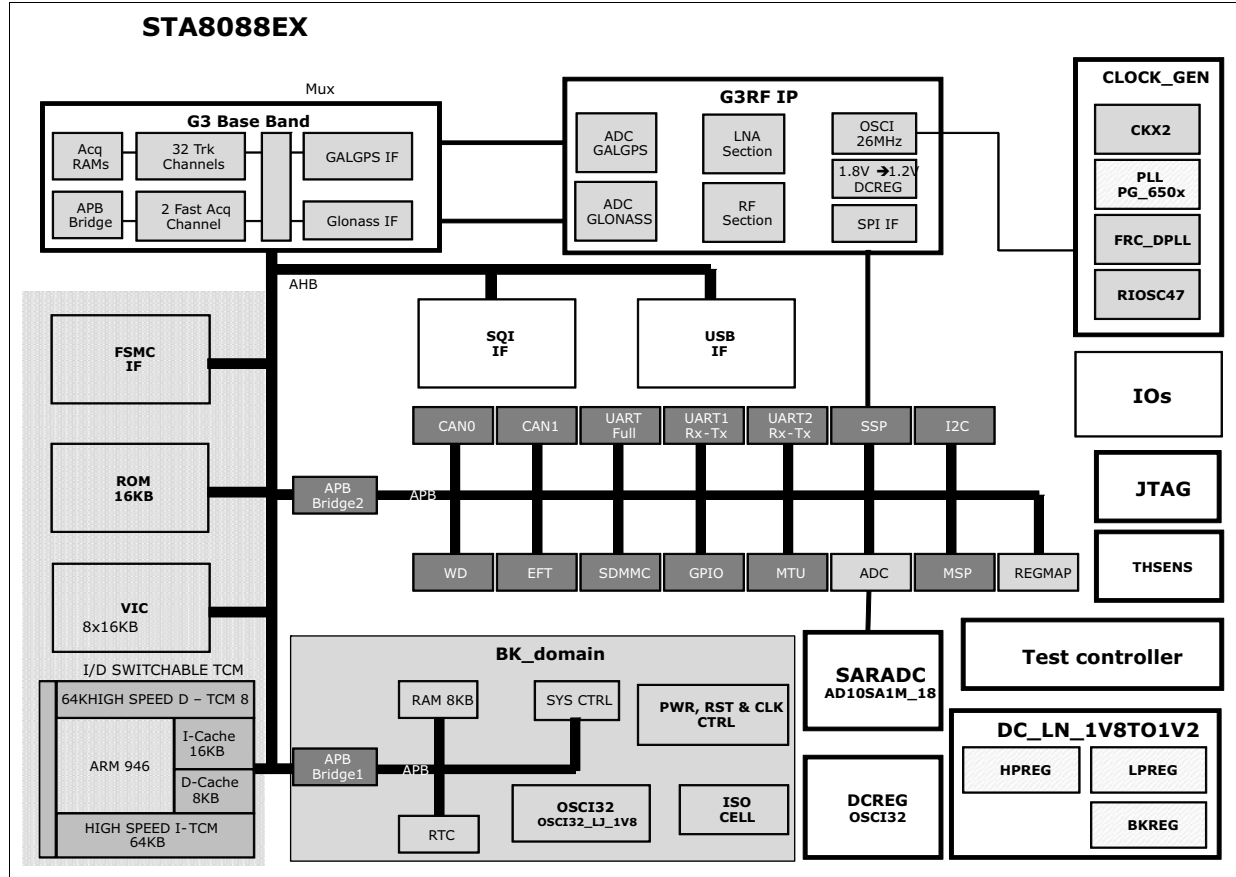 STA8088EX
Mux
G3 Base Band
Acq
RAMs
32 Trk
Channels
GALGPS IF
APB
Bridge
2 Fast Acq
Channel
Glonass IF
G3RF IP
ADC
GALGPS
LNA
Section
OSCI
26MHz
1.8V ➔1.2V
DCREG
ADC
GLONASS
RF
Section
SPI IF
CLOCK_GEN
CKX2
PLL
PG_650x
FRC_DPLL
RIOSC47
AHB
FSMC
IF
SQI
IF
USB
IF
IOs
CAN0
CAN1
UART
Full
UART1
Rx-Tx
UART2
Rx-Tx
SSP
I2C
ROM
16KB
APB
Bridge2
APB
JTAG
WD
EFT
SDMMC
GPIO
MTU
ADC
MSP
REGMAP
THSENS
VIC
8x16KB
I/D SWITCHABLE TCM
64KHIGH SPEED D – TCM 8
ARM 946
I-Cache
16KB
D-Cache
8KB
HIGH SPEED I-TCM
64KB
BK_domain
RAM 8KB
SYS CTRL
PWR, RST & CLK
CTRL
APB
Bridge1
APB
RTC
OSCI32
OSCI32_LJ_1V8
ISO
CELL
SARADC
AD10SA1M_18
DCREG
OSCI32
Test controller
DC_LN_1V8TO1V2
HPREG
LPREG
BKREG